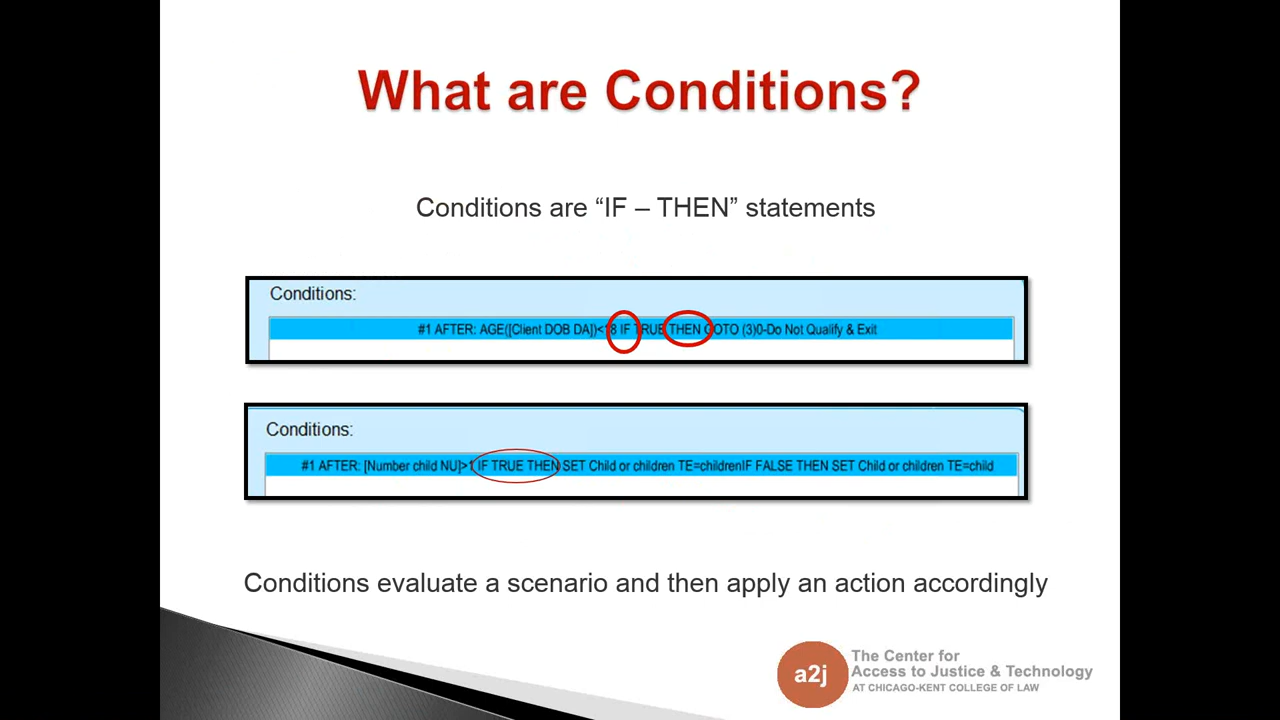 What are Conditions?
Conditions are “IF – THEN” statements
Conditions:
#1 AFTER: AGE([Client DOB DA])<18 IF TRUE THEN GOTO (3)0-Do Not Qualify & Exit
Conditions:
#1 AFTER: [Number child NU]>1 IF TRUE THEN SET Child or children TE=childrenIF FALSE THEN SET Child or children TE=child
Conditions evaluate a scenario and then apply an action accordingly
a2j
The Center for
Access to Justice & Technology
AT CHICAGO-KENT COLLEGE OF LAW